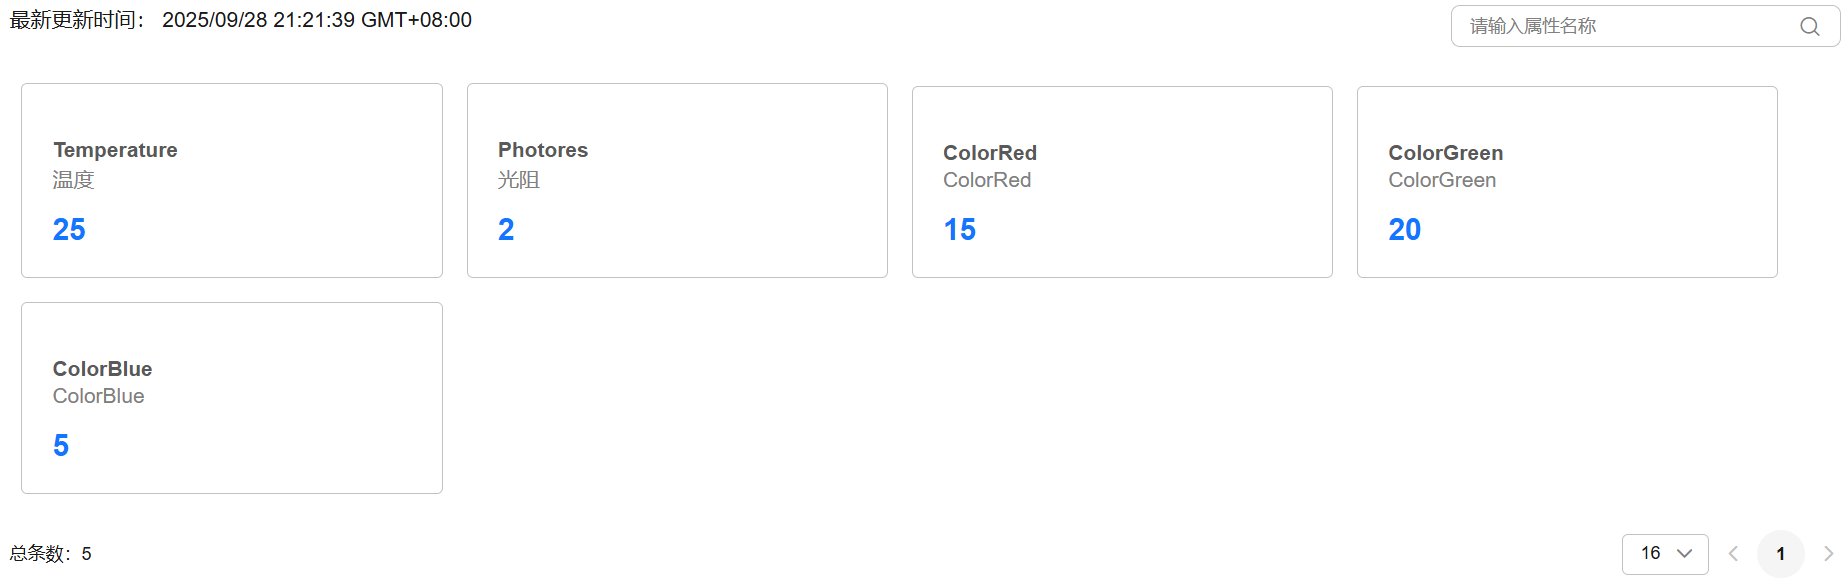 最新更新时间： 2025/09/28 21:21:39 GMT+08:00
请输入属性名称
Temperature
温度
25
Photores
光阻
2
ColorRed
ColorRed
15
ColorGreen
ColorGreen
20
ColorBlue
ColorBlue
5
总条数：5
16
1